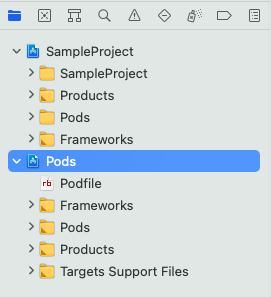 SampleProject
SampleProject
Products
Pods
Frameworks
Pods
rb Podfile
Frameworks
Pods
Products
Targets Support Files